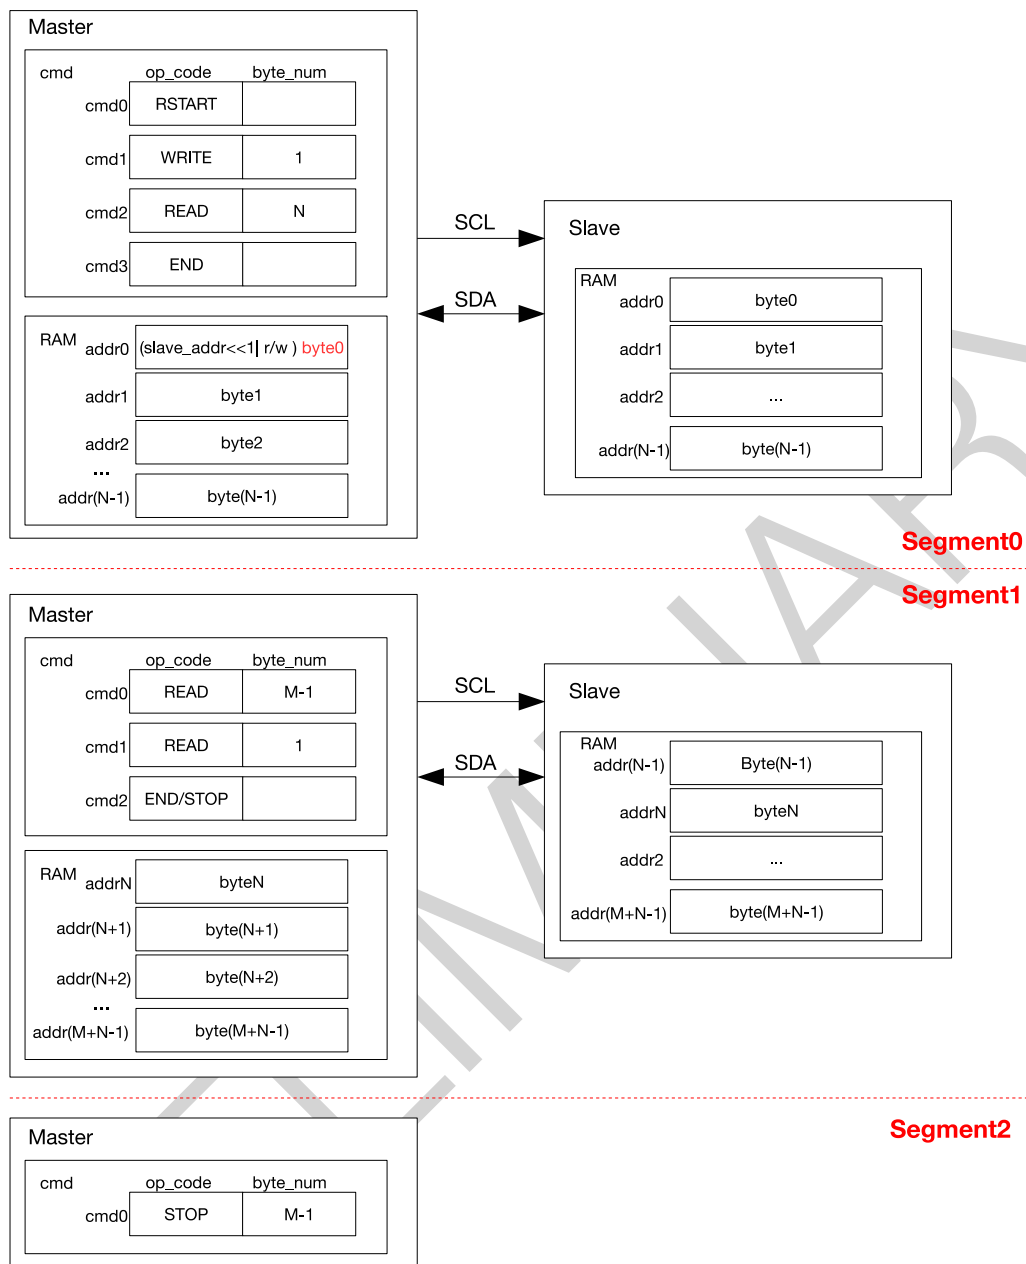 Master
cmd op_code byte_num
cmd0 RSTART
cmd1 WRITE 1
cmd2 READ N
cmd3 END
RAM
addr0 (slave_addr<<1| r/w ) byte0
addr1 byte1
addr2 byte2
...
addr(N-1) byte(N-1)
SCL
SDA
Slave
RAM
addr0 byte0
addr1 byte1
addr2 ...
addr(N-1) byte(N-1)
Segment0
Segment1
Master
cmd op_code byte_num
cmd0 READ M-1
cmd1 READ 1
cmd2 END/STOP
RAM
addrN byteN
addr(N+1) byte(N+1)
addr(N+2) byte(N+2)
...
addr(M+N-1) byte(M+N-1)
SCL
SDA
Slave
RAM
addr(N-1) Byte(N-1)
addrN byteN
addr2 ...
addr(M+N-1) byte(M+N-1)
Segment2
Master
cmd op_code byte_num
cmd0 STOP M-1